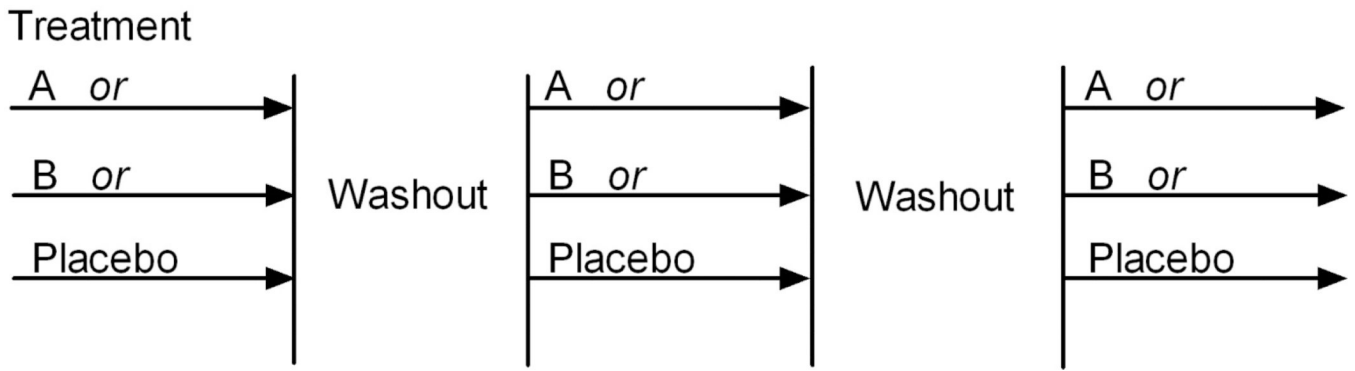 Treatment
A or A or A or
B or B or B or
Washout Washout
Placebo Placebo Placebo